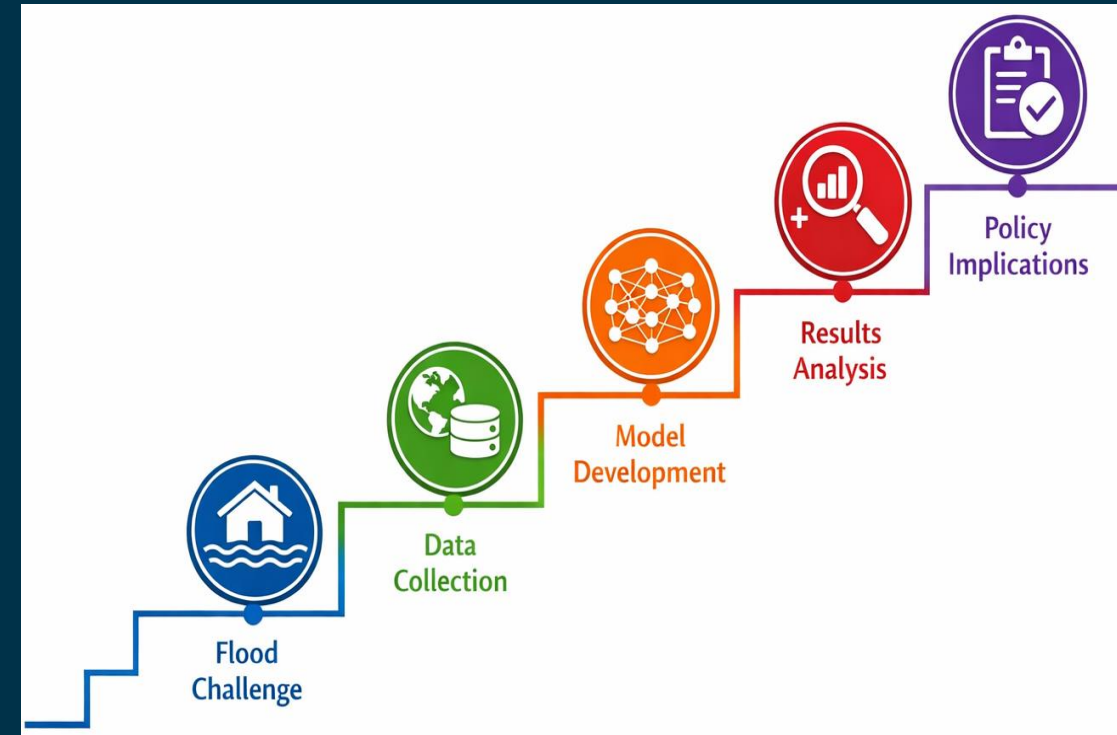 Flood
Challenge
Data
Collection
Model
Development
Results
Analysis
Policy
Implications